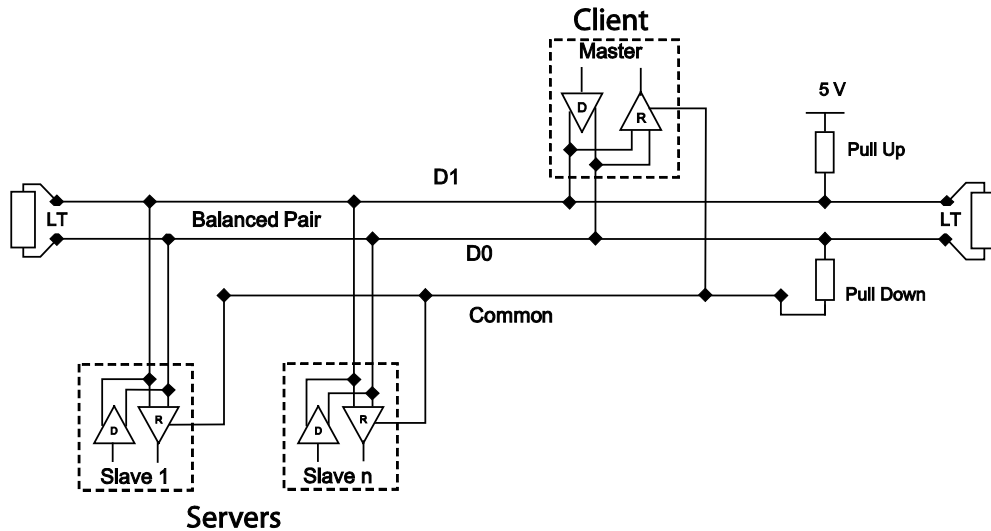 Client
Master
D
R
5 V
Pull Up
D1
LT
Balanced Pair
LT
D0
Pull Down
Common
D
R
Slave 1
D
R
Slave n
Servers